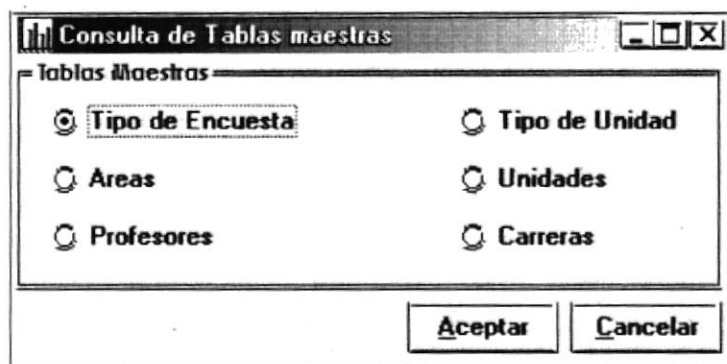 Consulta de Tablas maestras
Tablas Maestras
Tipo de Encuesta
Tipo de Unidad
Areas
Unidades
Profesores
Carreras
Aceptar
Cancelar